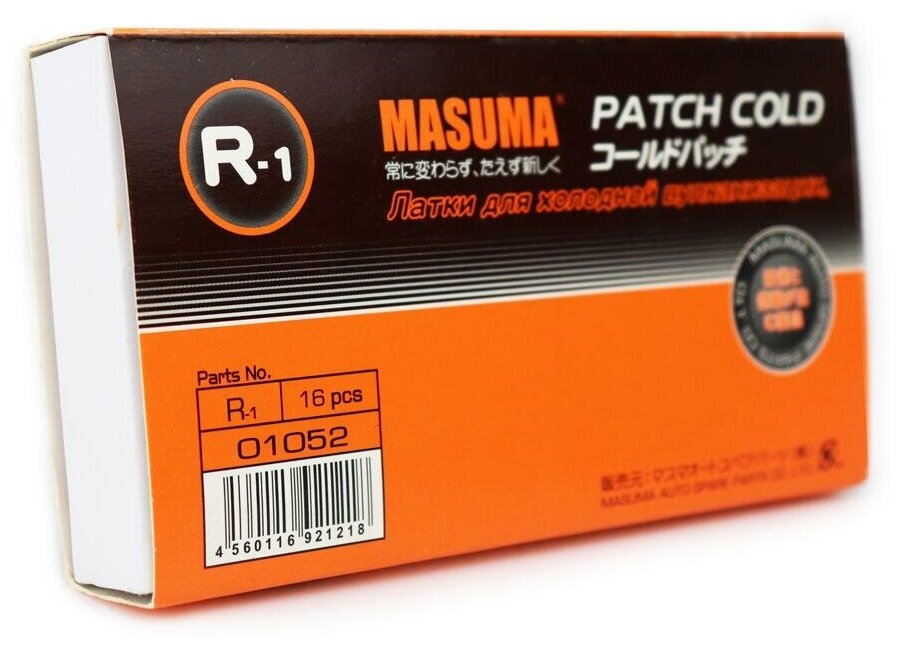 R-1
MASUMA
PATCH COLD
常に変わらず、たえず新しく
コールドパッチ
Латки для холодной вулканизации.
Parts No.
R-1 16 pcs
01052
4 560116 921218
販売元:マスマオートスペアパーツ(株)
MASUMA AUTO SPARE PARTS CO.,LTD.